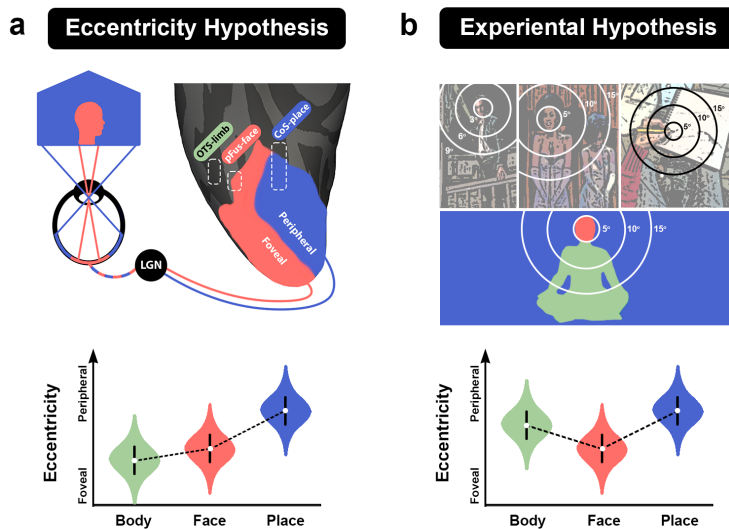 a
Eccentricity Hypothesis
OTS-limb
pFus-face
CoS-place
Peripheral
Foveal
LGN
Eccentricity
Peripheral
Foveal
Body Face Place
b
Experiental Hypothesis
3°
6°
9°
5°
10°
15°
5°
10°
15°
5° 10° 15°
Eccentricity
Peripheral
Foveal
Body Face Place